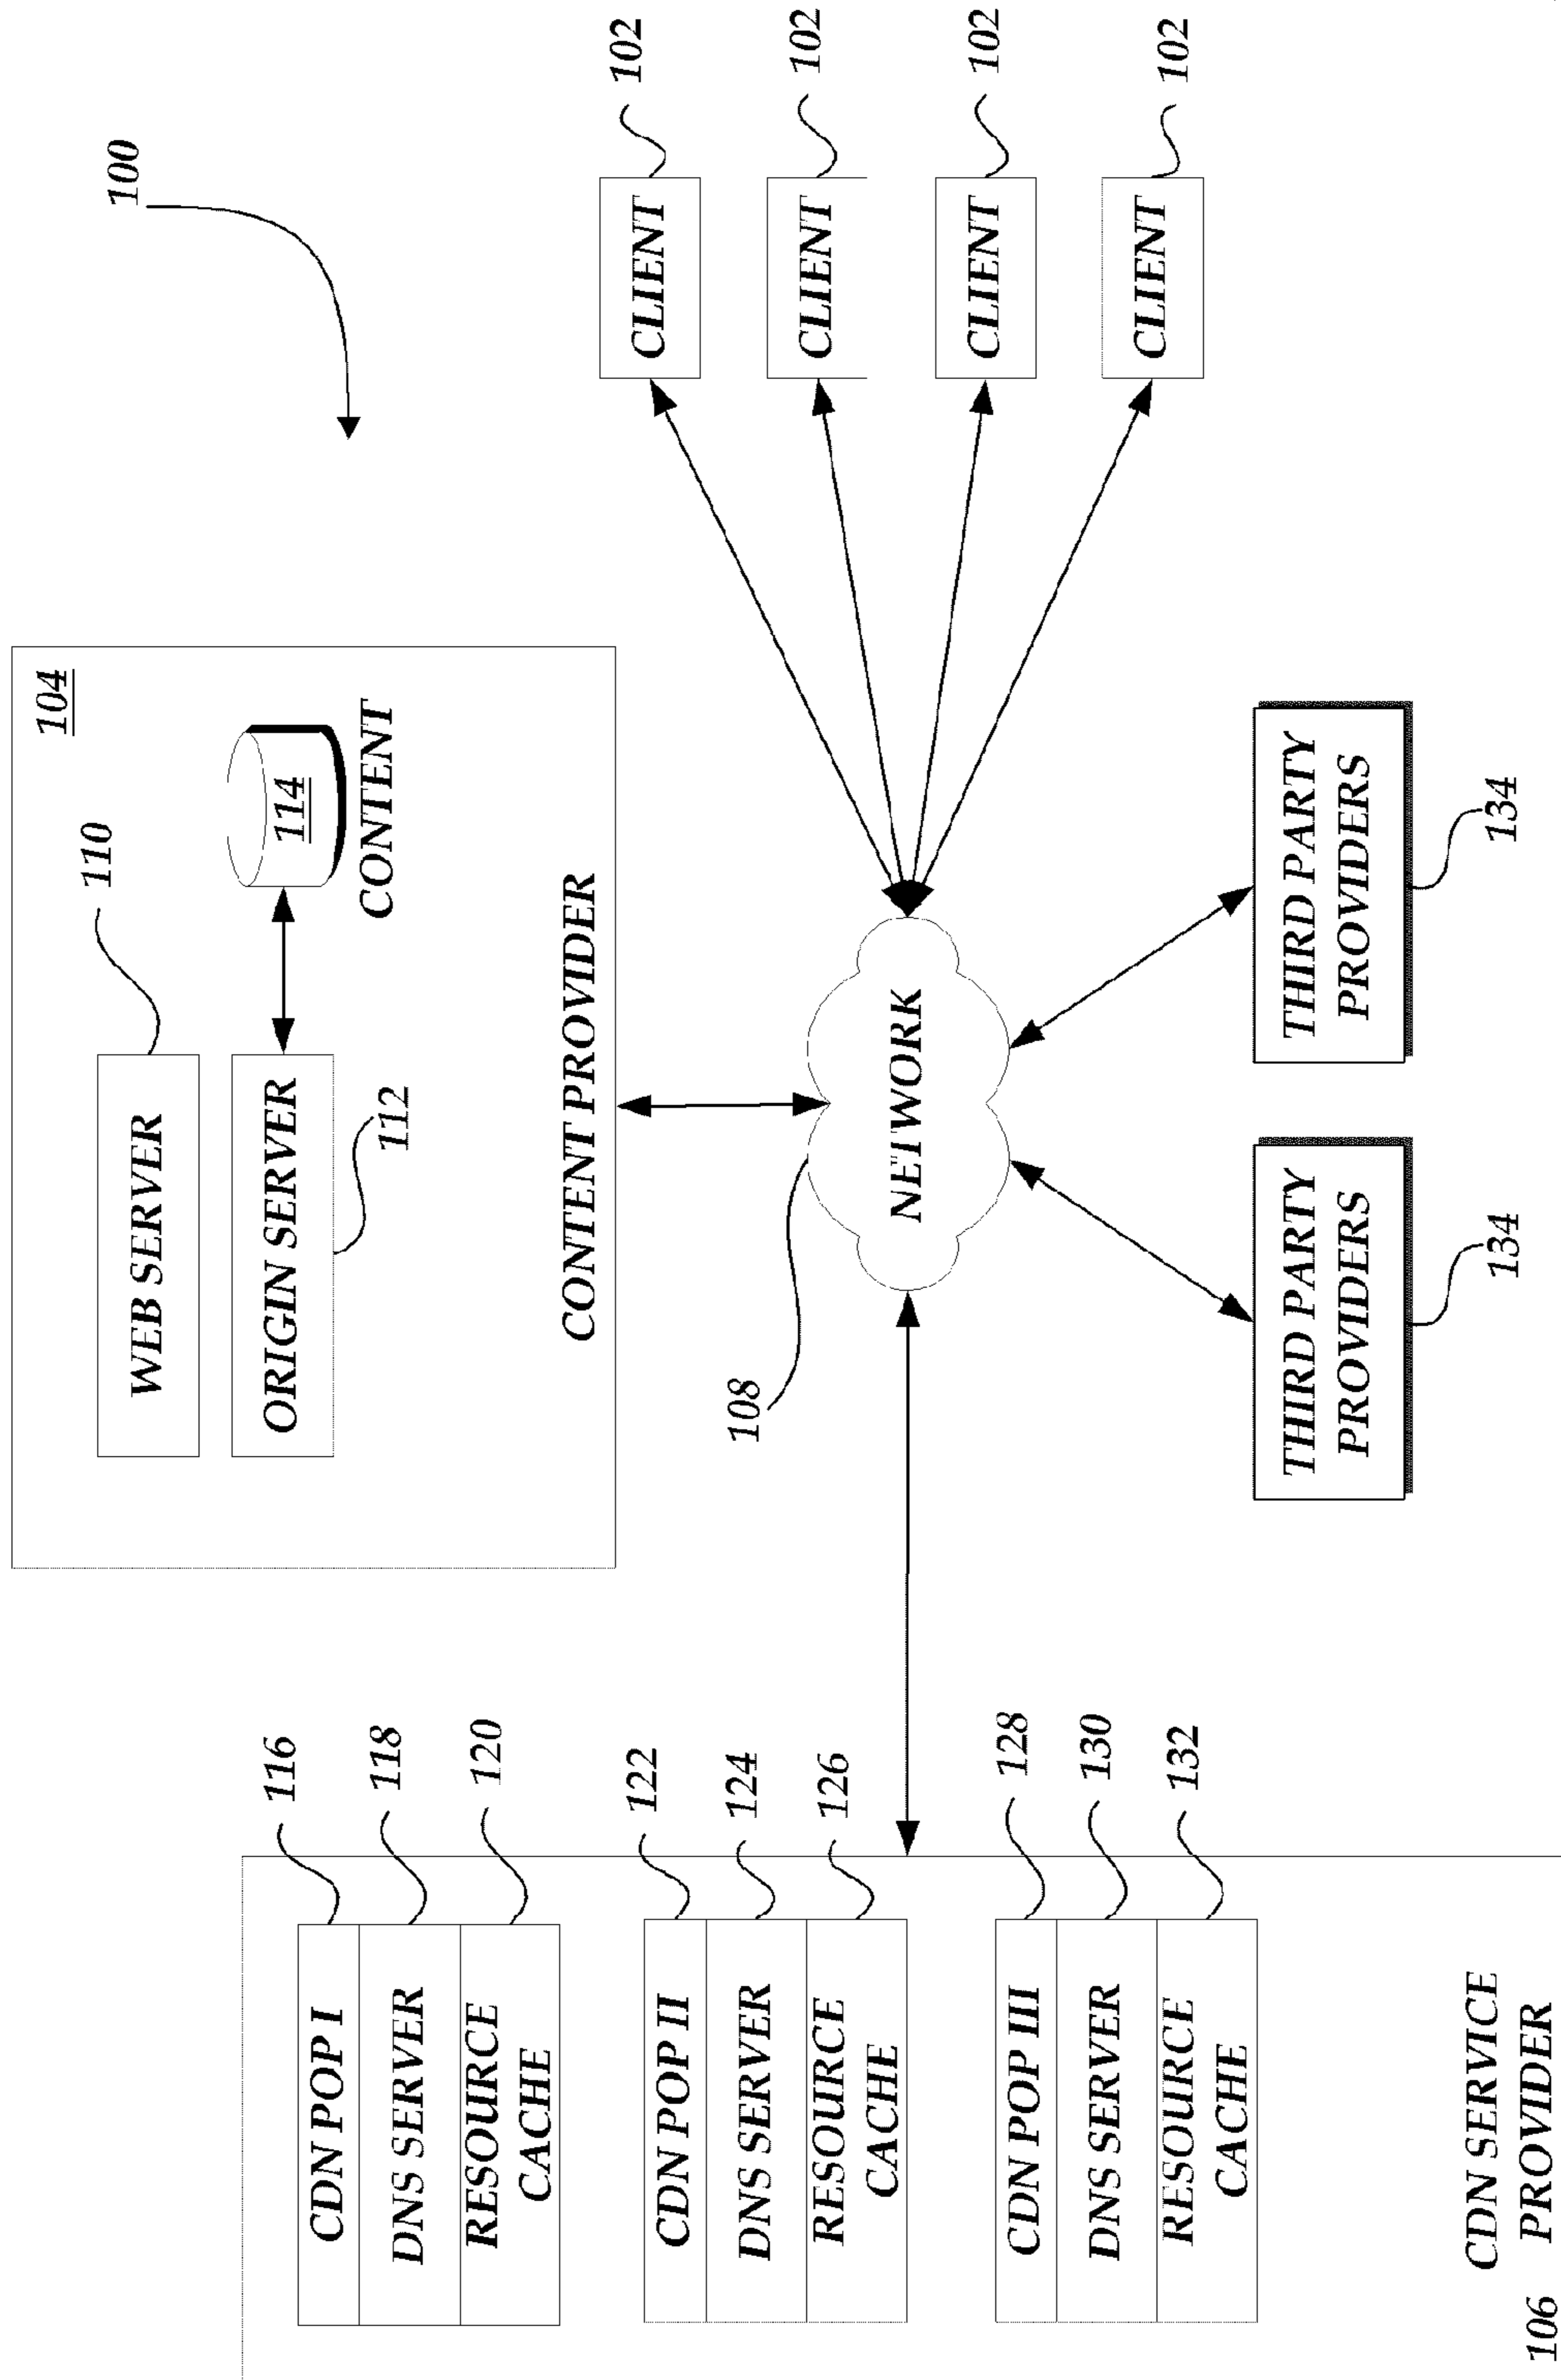 100
104
WEB SERVER
110
ORIGIN SERVER
112
114
CONTENT
CONTENT PROVIDER
CLIENT
102
CLIENT
102
CLIENT
102
CLIENT
102
108
NETWORK
THIRD PARTY
PROVIDERS
134
THIRD PARTY
PROVIDERS
134
CDN POP I
116
DNS SERVER
118
RESOURCE
CACHE
120
CDN POP II
122
DNS SERVER
124
RESOURCE
CACHE
126
CDN POP III
128
DNS SERVER
130
RESOURCE
CACHE
132
CDN SERVICE
106 PROVIDER